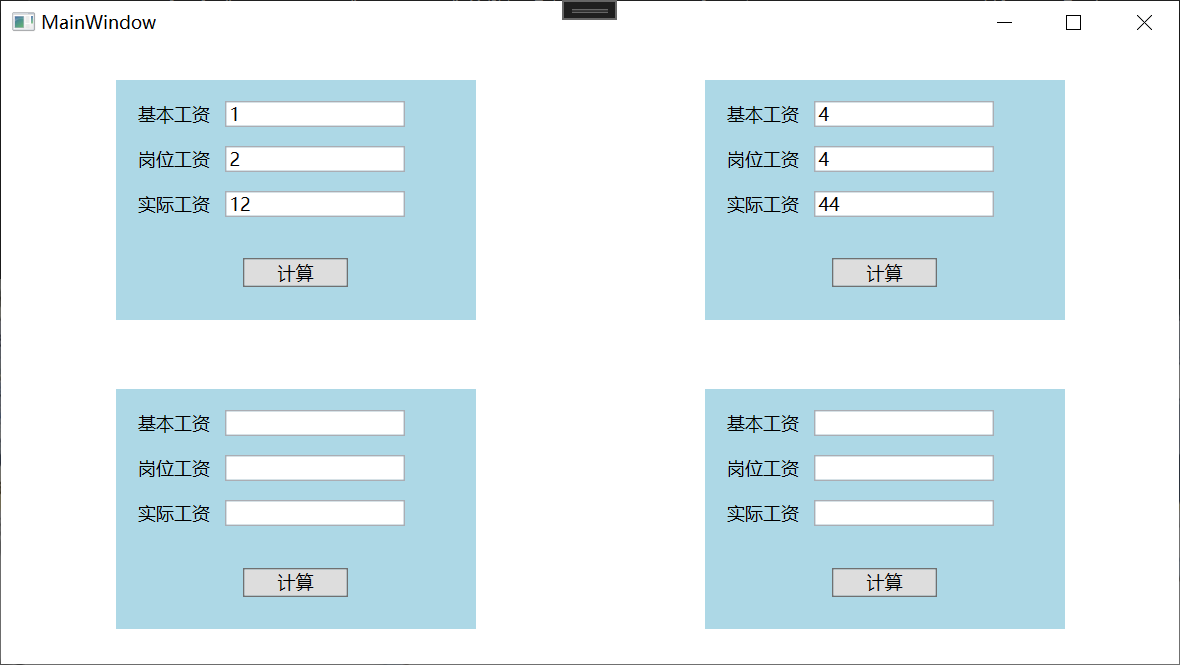 MainWindow
基本工资 1
岗位工资 2
实际工资 12
计算
基本工资 4
岗位工资 4
实际工资 44
计算
基本工资
岗位工资
实际工资
计算
基本工资
岗位工资
实际工资
计算